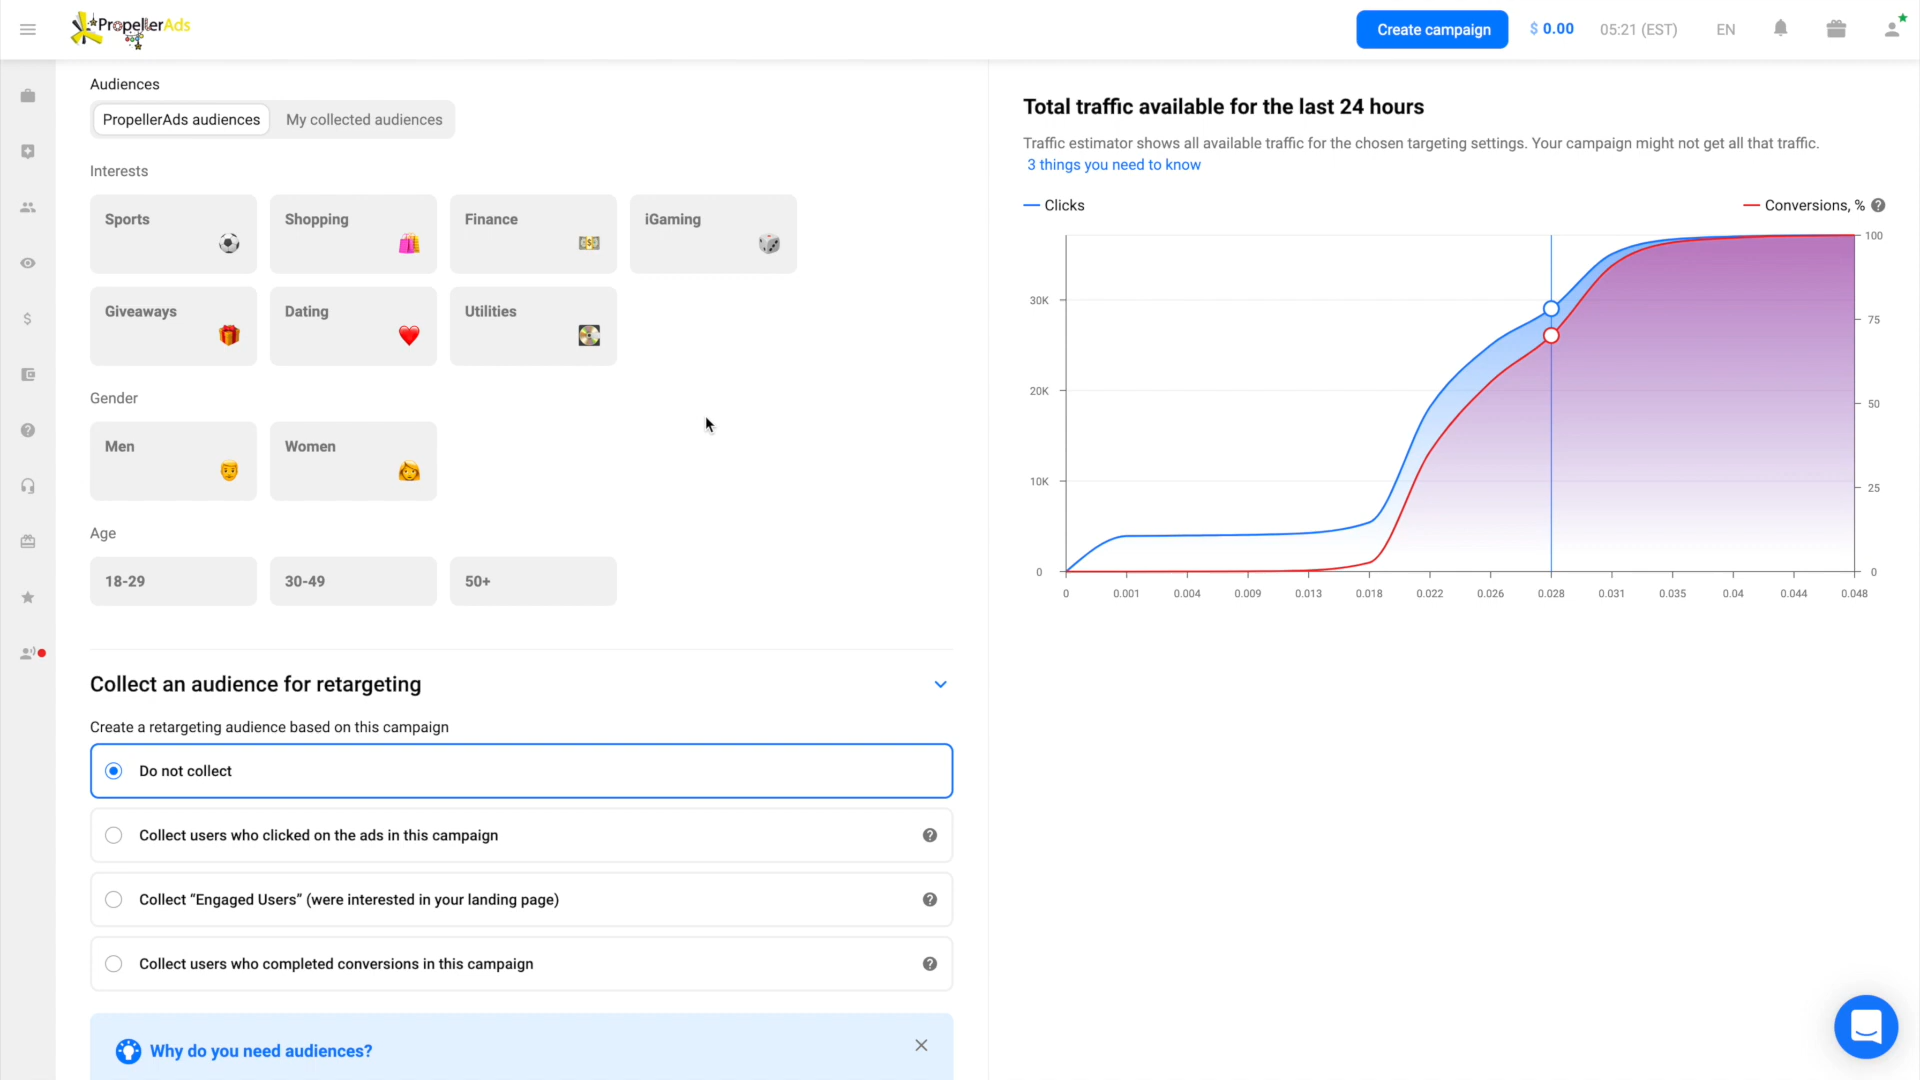 PropellerAds
Create campaign
$ 0.00
05:21 (EST)
EN
Audiences
PropellerAds audiences
My collected audiences
Interests
Sports
Shopping
Finance
iGaming
Giveaways
Dating
Utilities
Gender
Men
Women
Age
18-29
30-49
50+
Collect an audience for retargeting
Create a retargeting audience based on this campaign
Do not collect
Collect users who clicked on the ads in this campaign
Collect “Engaged Users” (were interested in your landing page)
Collect users who completed conversions in this campaign
Why do you need audiences?
Total traffic available for the last 24 hours
Traffic estimator shows all available traffic for the chosen targeting settings. Your campaign might not get all that traffic.
3 things you need to know
Clicks
Conversions, %
100
30K
75
20K
50
10K
25
0
0
0 0.001 0.004 0.009 0.013 0.018 0.022 0.026 0.028 0.031 0.035 0.04 0.044 0.048